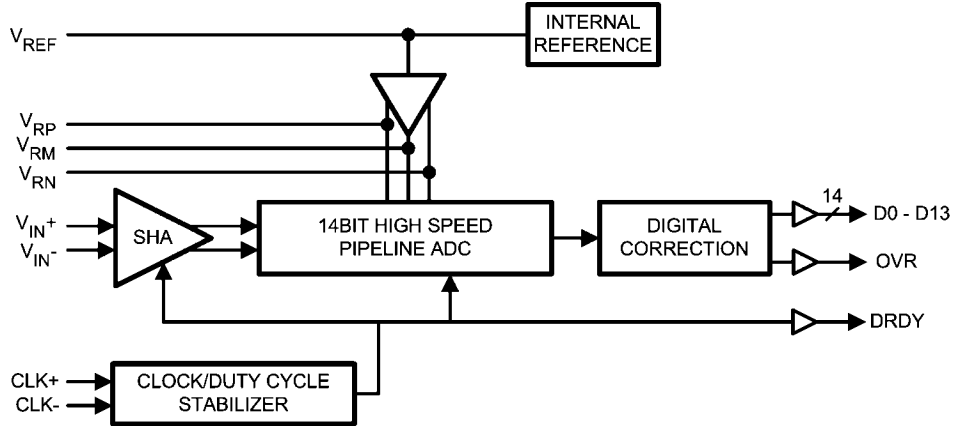 INTERNAL
REFERENCE
VREF
VRP
VRM
VRN
VIN+
VIN-
SHA
14BIT HIGH SPEED
PIPELINE ADC
DIGITAL
CORRECTION
14
D0 - D13
OVR
DRDY
CLK+
CLK-
CLOCK/DUTY CYCLE
STABILIZER